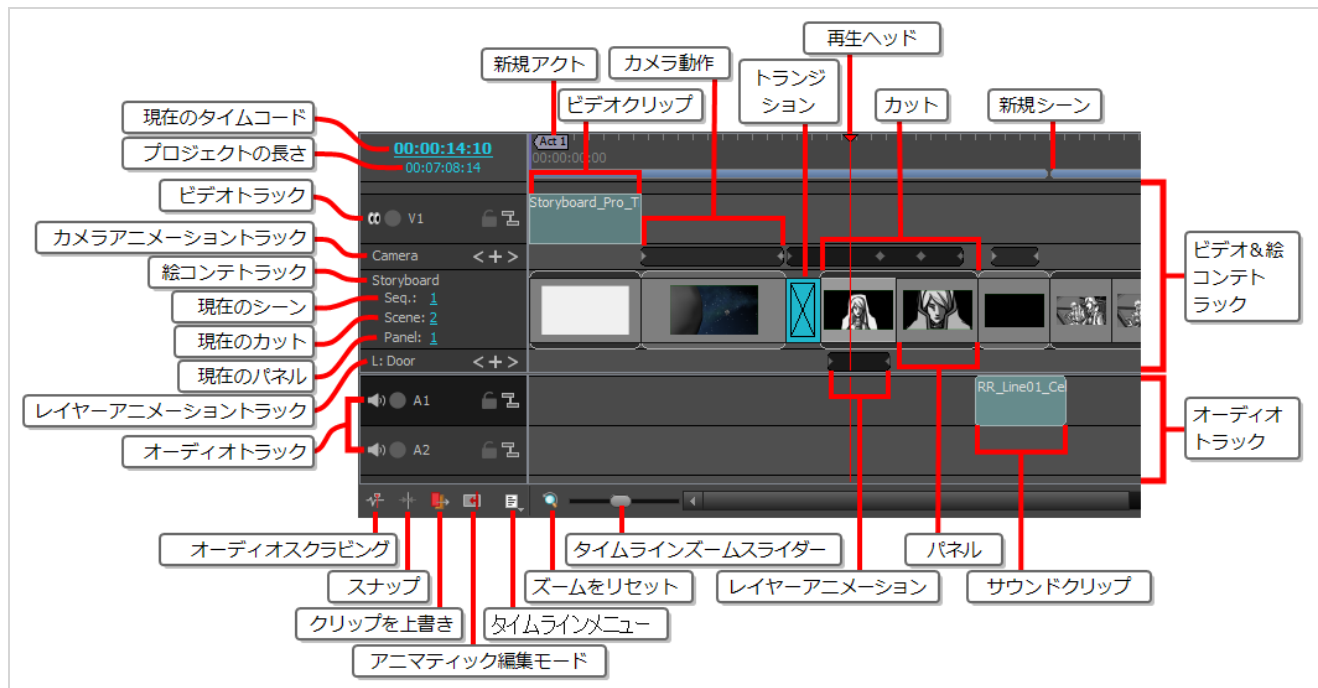 再生ヘッド
新規アクト
カメラ動作
トランジ
ション
ビデオクリップ
カット
新規シーン
現在のタイムコード
プロジェクトの長さ
ビデオトラック
カメラアニメーショントラック
絵コンテトラック
現在のシーン
現在のカット
現在のパネル
レイヤーアニメーショントラック
オーディオトラック
00:00:14:10
00:07:08:14
Act 1
00:00:00:00
V1
Storyboard_Pro_T
Camera
Storyboard
Seq.: 1
Scene: 2
Panel: 1
L: Door
A1
RR_Line01_Ce
A2
ビデオ&絵
コンテト
ラック
オーディオ
トラック
オーディオスクラビング
タイムラインズームスライダー
パネル
スナップ
ズームをリセット
レイヤーアニメーション
サウンドクリップ
クリップを上書き
タイムラインメニュー
アニマティック編集モード